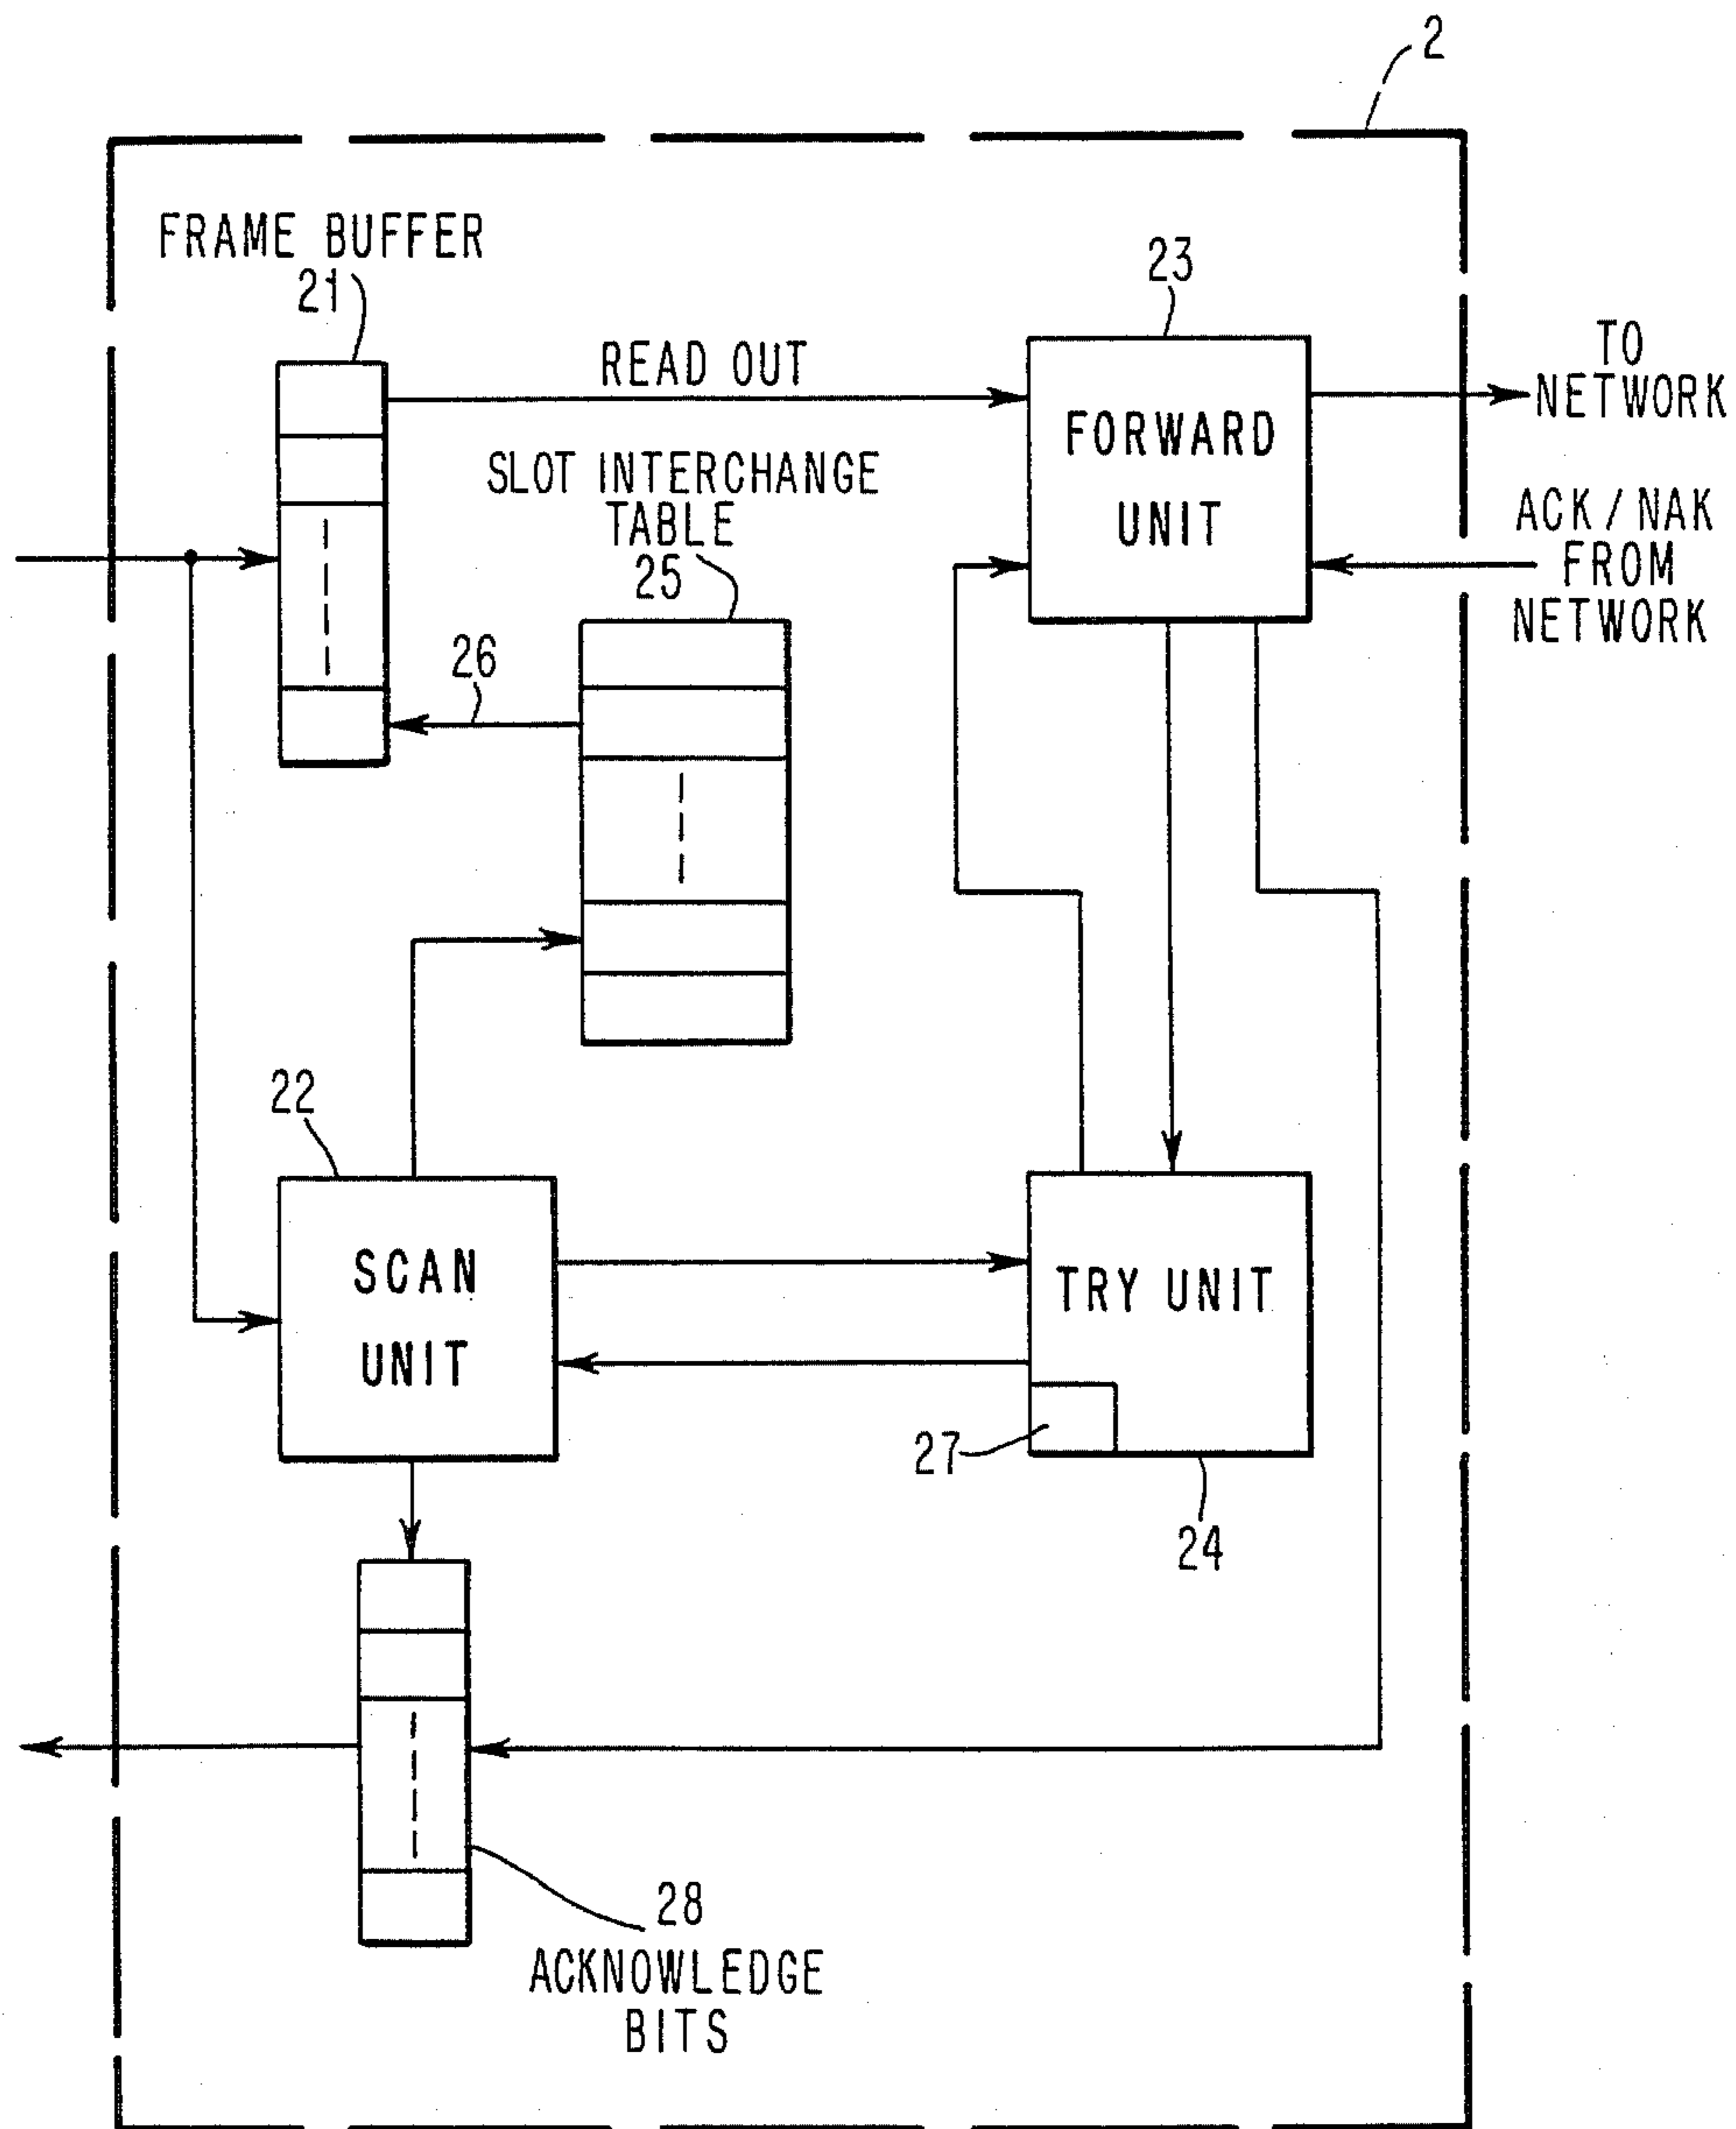 2
FRAME BUFFER
21
23
READ OUT
TO
NETWORK
FORWARD
UNIT
SLOT INTERCHANGE
TABLE
25
ACK / NAK
FROM
NETWORK
26
22
SCAN
UNIT
TRY UNIT
27
24
28
ACKNOWLEDGE
BITS